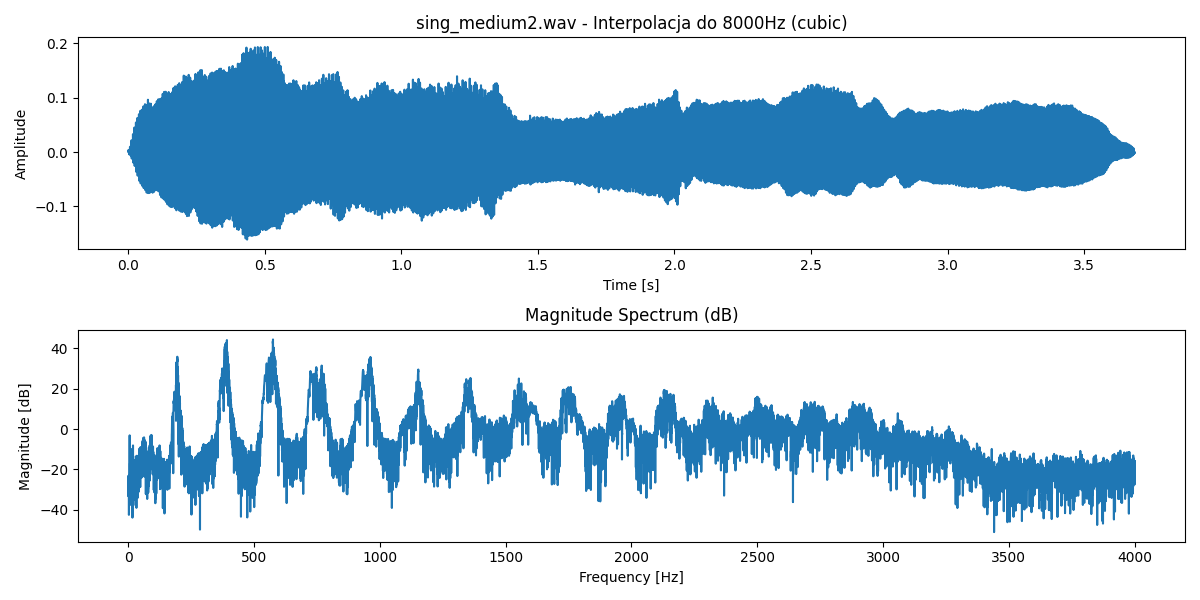 sing_medium2.wav - Interpolacja do 8000Hz (cubic)
0.2
0.1
0.0
−0.1
Amplitude
0.0 0.5 1.0 1.5 2.0 2.5 3.0 3.5
Time [s]
Magnitude Spectrum (dB)
40
20
0
−20
−40
Magnitude [dB]
0 500 1000 1500 2000 2500 3000 3500 4000
Frequency [Hz]